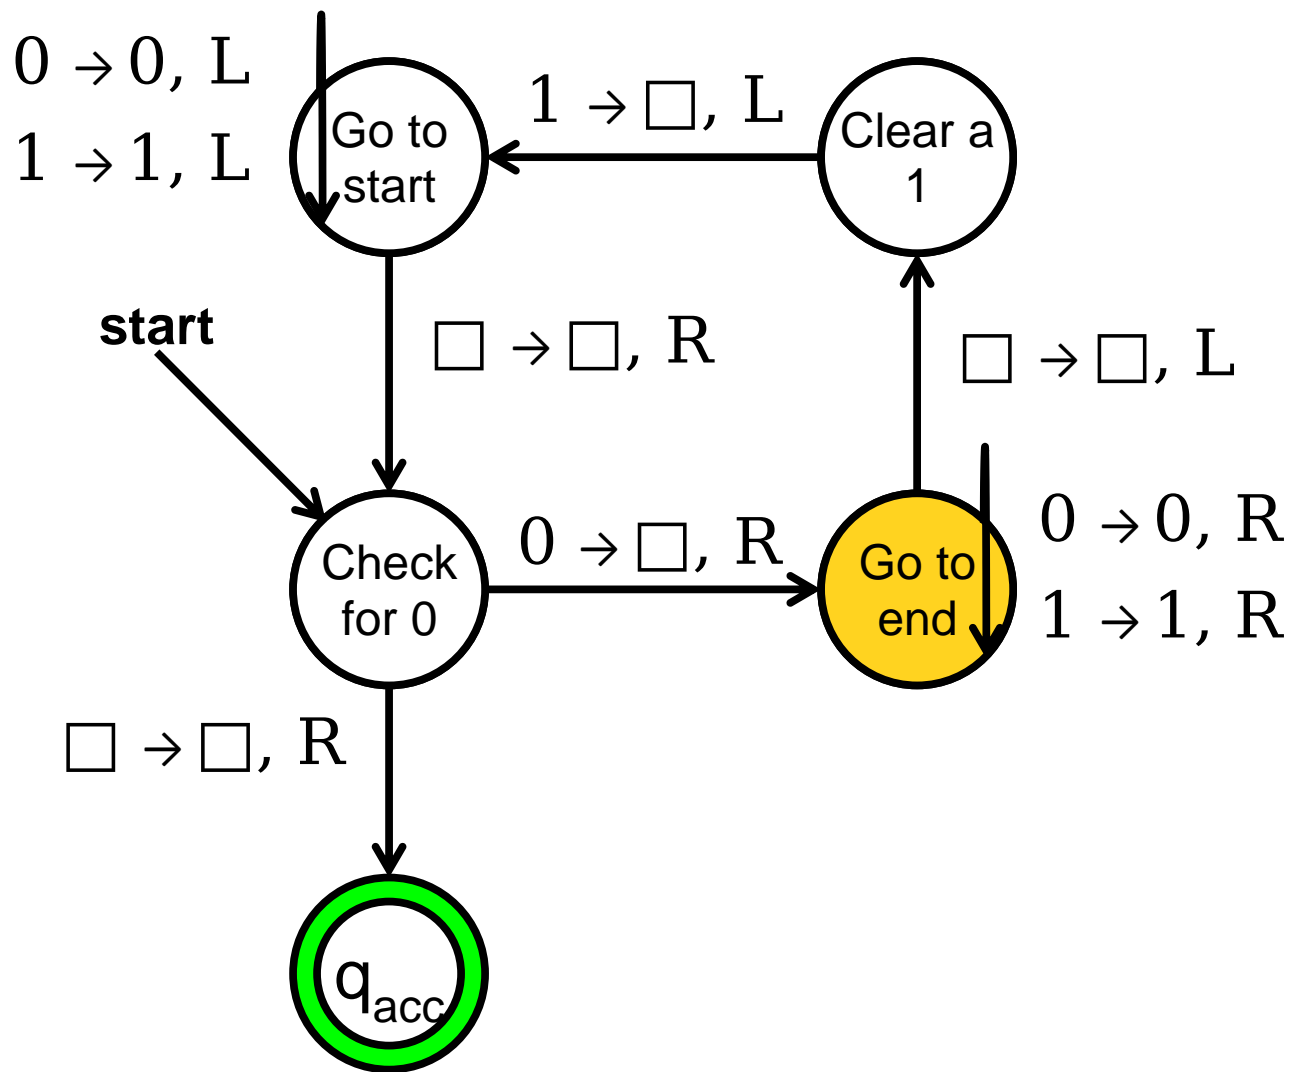 0 → 0, L
1 → 1, L
Go to
start
1 → □, L
Clear a
1
start
□ → □, R
□ → □, L
Check
for 0
0 → □, R
Go to
end
0 → 0, R
1 → 1, R
□ → □, R
qacc